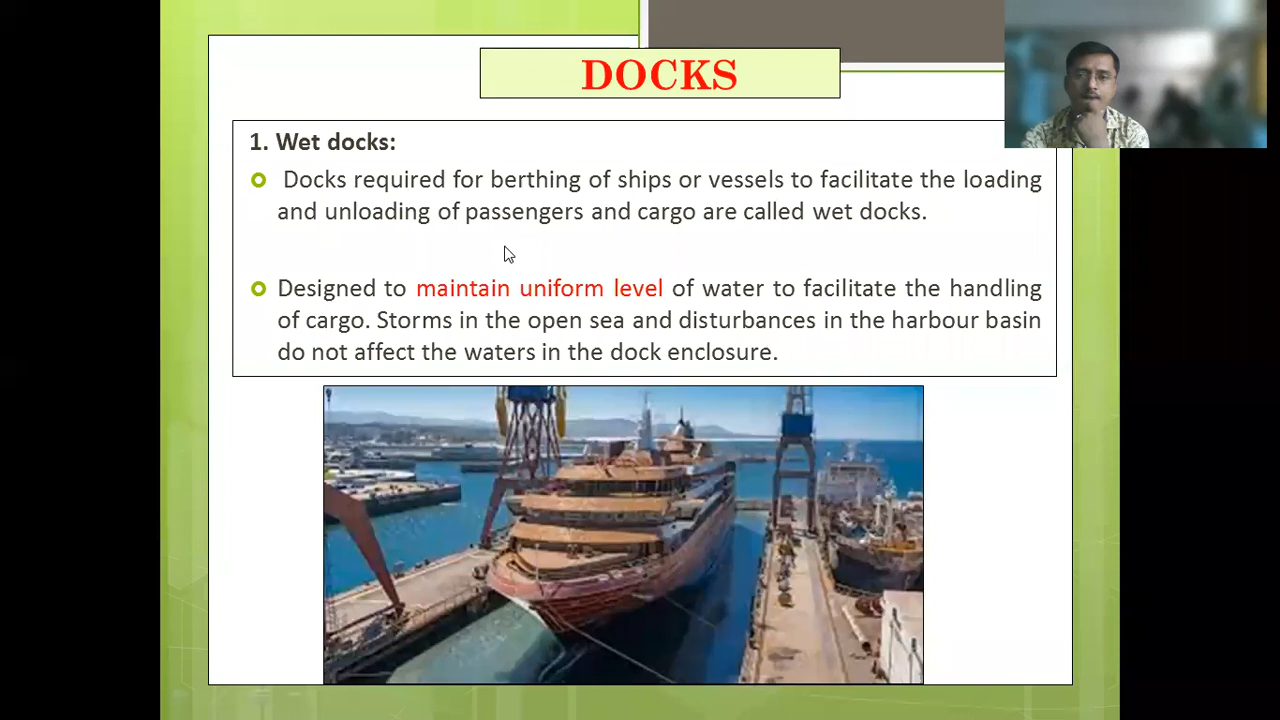 DOCKS
1. Wet docks:
Docks required for berthing of ships or vessels to facilitate the loading
and unloading of passengers and cargo are called wet docks.
Designed to maintain uniform level of water to facilitate the handling
of cargo. Storms in the open sea and disturbances in the harbour basin
do not affect the waters in the dock enclosure.